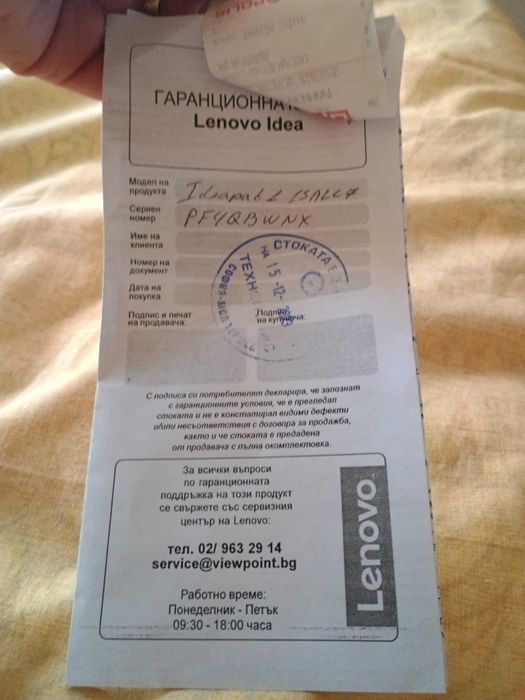 ГАРАНЦИОННА
Lenovo Idea
Модел на
продукта
Ideapad 1 15ALC7
Сериен
номер
PF4QBWNX
Име на
клиента
Номер на
документ
Дата на
покупка
СТОКАТА Е
НА 15-12-
Подпис и печат
на продавача:
Подпис
на купувача:
С подписа си потребителят декларира, че запознат
с гаранционните условия, че е прегледал
стоката и не е констатирал видими дефекти
и/или несъответствия с договора за продажба,
както и че стоката е предадена
от продавача с пълна окомплектовка.
За всички въпроси
по гаранционната
поддръжка на този продукт
се свържете със сервизния
център на Lenovo:
тел. 02/ 963 29 14
service@viewpoint.bg
Работно време:
Понеделник - Петък
09:30 - 18:00 часа
Lenovo